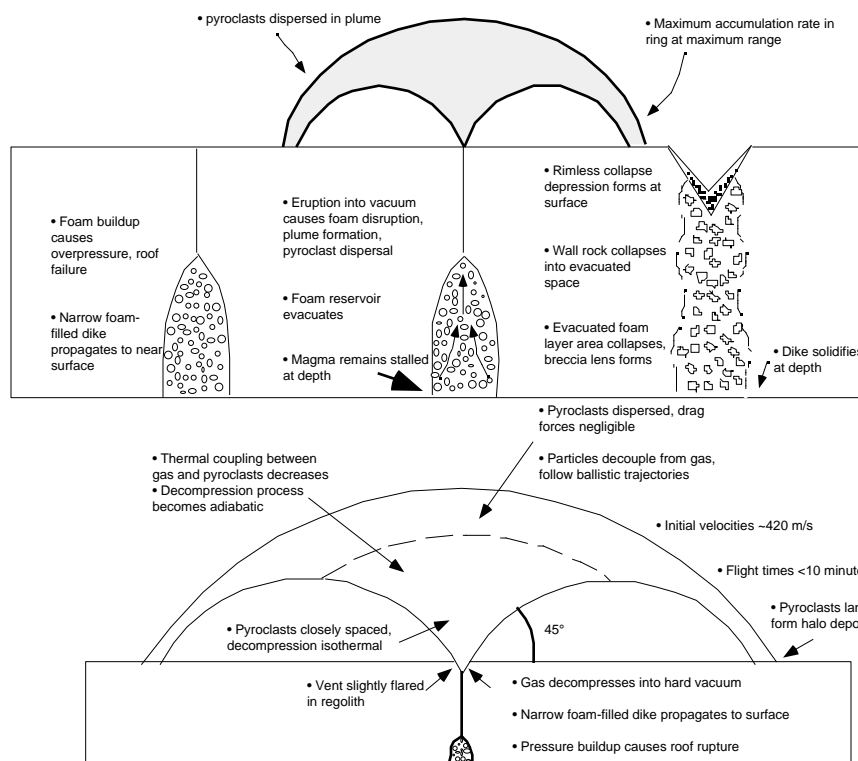 • pyroclasts dispersed in plume
• Maximum accumulation rate in
ring at maximum range
• Foam buildup
causes
overpressure, roof
failure
• Narrow foam-
filled dike
propagates to near
surface
• Eruption into vacuum
causes foam disruption,
plume formation,
pyroclast dispersal
• Foam reservoir
evacuates
• Magma remains stalled
at depth
• Rimless collapse
depression forms at
surface
• Wall rock collapses
into evacuated
space
• Evacuated foam
layer area collapses,
breccia lens forms
• Dike solidifies
at depth
• Pyroclasts dispersed, drag
forces negligible
• Particles decouple from gas,
follow ballistic trajectories
• Thermal coupling between
gas and pyroclasts decreases
• Decompression process
becomes adiabatic
• Initial velocities ~420 m/s
• Flight times <10 minute
• Pyroclasts lan
form halo depo
• Pyroclasts closely spaced,
decompression isothermal
45°
• Vent slightly flared
in regolith
• Gas decompresses into hard vacuum
• Narrow foam-filled dike propagates to surface
• Pressure buildup causes roof rupture